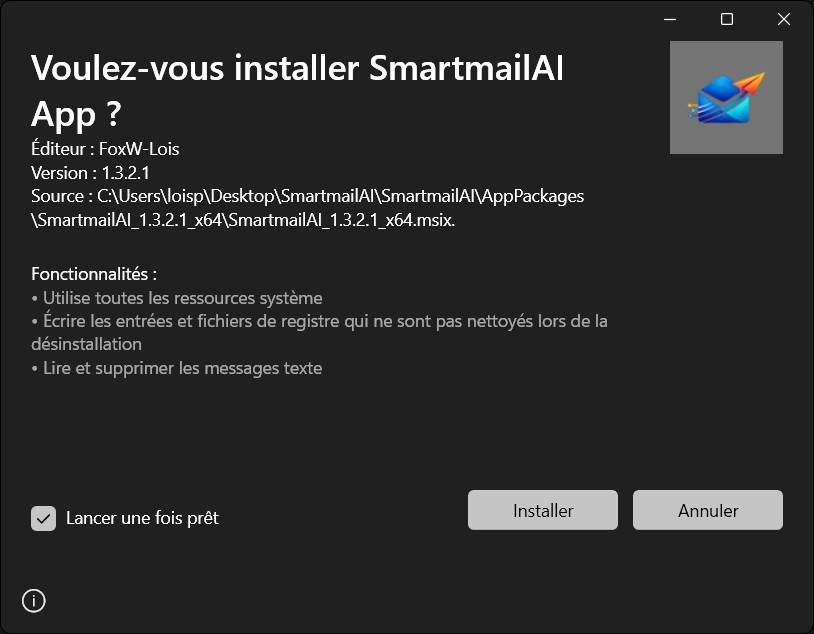 Voulez-vous installer SmartmailAI
App ?
Éditeur : FoxW-Lois
Version : 1.3.2.1
Source : C:\Users\loisp\Desktop\SmartmailAI\SmartmailAI\AppPackages
\SmartmailAI_1.3.2.1_x64\SmartmailAI_1.3.2.1_x64.msix.
Fonctionnalités :
• Utilise toutes les ressources système
• Écrire les entrées et fichiers de registre qui ne sont pas nettoyés lors de la
désinstallation
• Lire et supprimer les messages texte
Lancer une fois prêt
Installer
Annuler